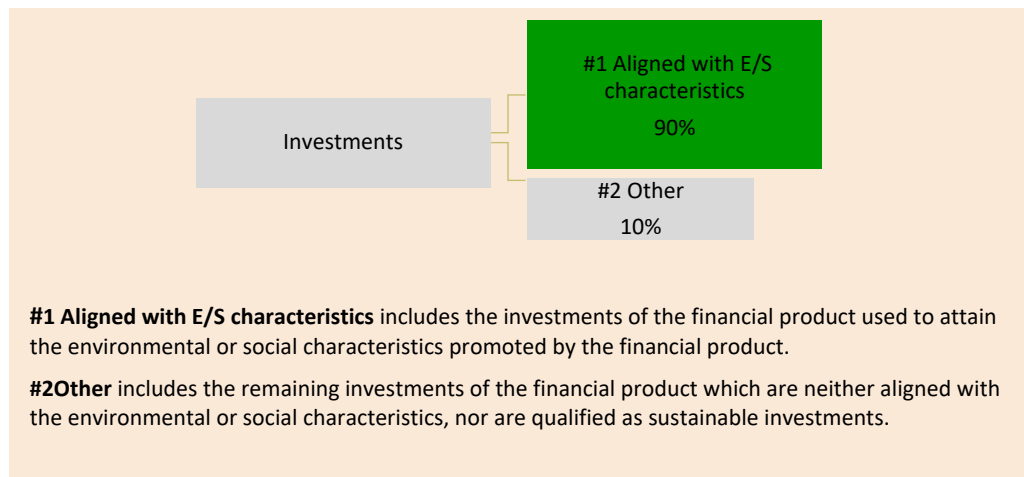 #1 Aligned with E/S
characteristics
90%
Investments
#2 Other
10%
#1 Aligned with E/S characteristics includes the investments of the financial product used to attain
the environmental or social characteristics promoted by the financial product.
#2Other includes the remaining investments of the financial product which are neither aligned with
the environmental or social characteristics, nor are qualified as sustainable investments.